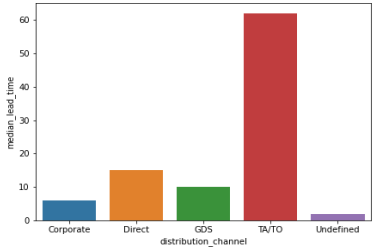 median_lead_time
60
50
40
30
20
10
0
Corporate Direct GDS TA/TO Undefined
distribution_channel